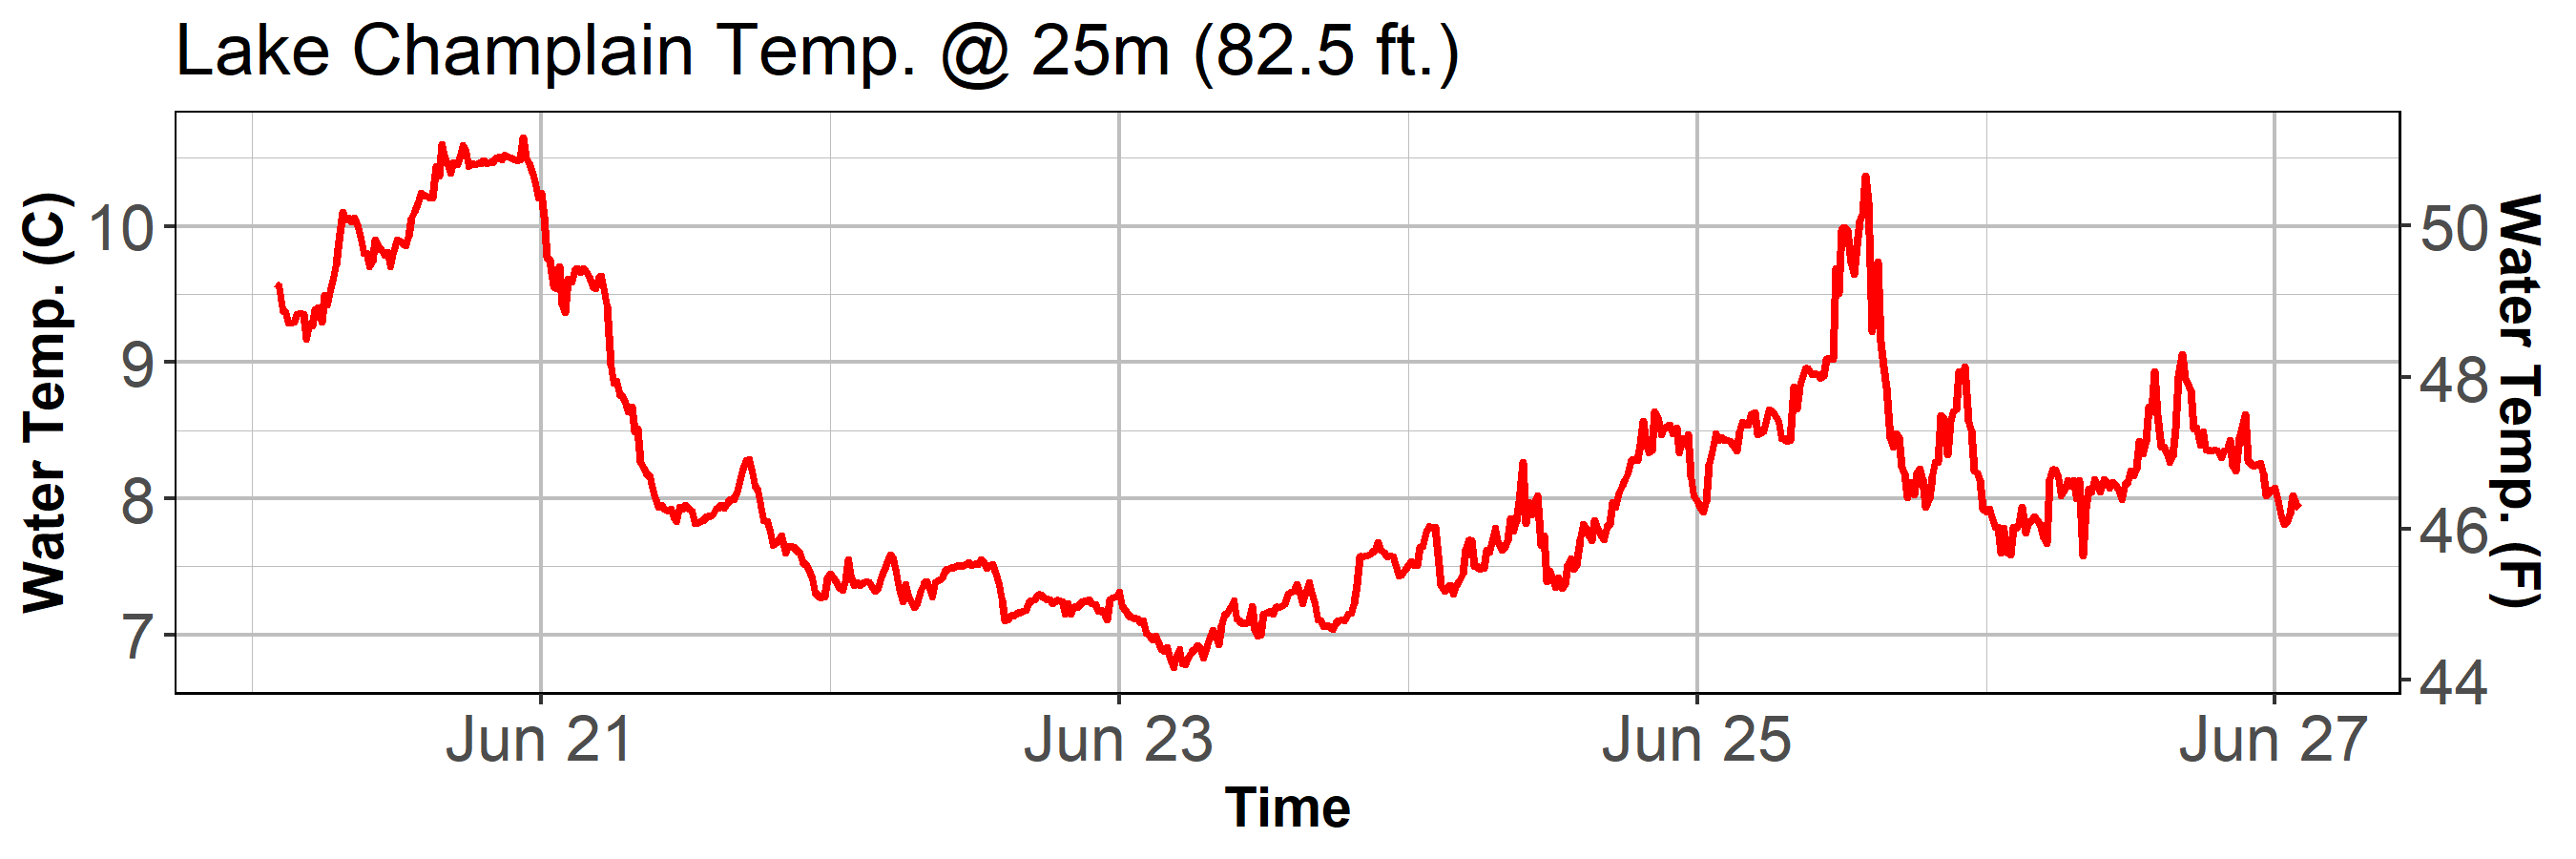 Lake Champlain Temp. @ 25m (82.5 ft.)
Water Temp. (C)
10
9
8
7
50
48
46
44
Water Temp. (F)
Jun 21
Jun 23
Jun 25
Jun 27
Time